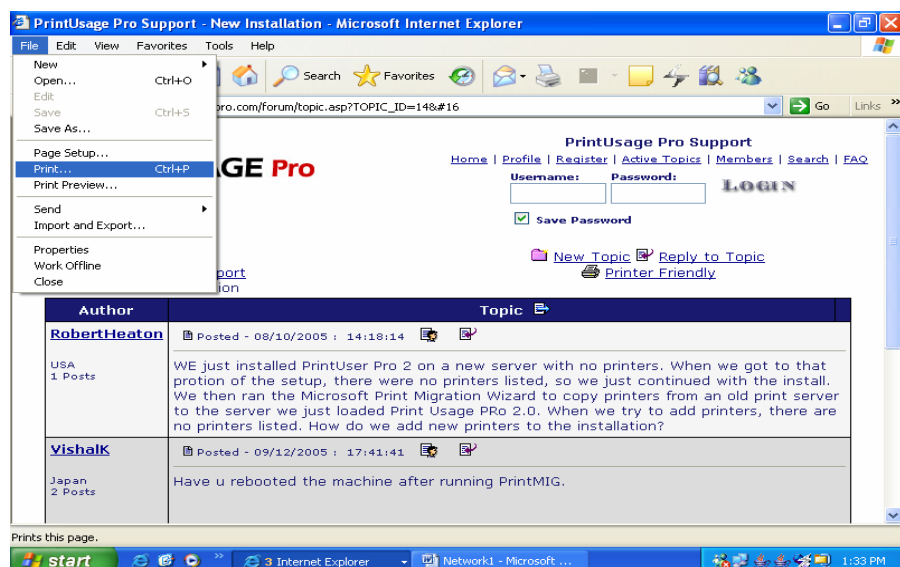 PrintUsage Pro Support - New Installation - Microsoft Internet Explorer
File Edit View Favorites Tools Help
Search Favorites
pro.com/forum/topic.asp?TOPIC_ID=14&#16 Go Links »
New
Open... Ctrl+O
Edit
Save Ctrl+S
Save As...
Page Setup...
Print... Ctrl+P
Print Preview...
Send
Import and Export...
Properties
Work Offline
Close
AGE Pro
PrintUsage Pro Support
Home | Profile | Register | Active Topics | Members | Search | FAQ
Username: Password:
LOGIN
Save Password
New Topic Reply to Topic
Printer Friendly
port
ion
Author Topic
RobertHeaton
USA
1 Posts
Posted - 08/10/2005 : 14:18:14
WE just installed PrintUser Pro 2 on a new server with no printers. When we got to that
protion of the setup, there were no printers listed, so we just continued with the install.
We then ran the Microsoft Print Migration Wizard to copy printers from an old print server
to the server we just loaded Print Usage PRo 2.0. When we try to add printers, there are
no printers listed. How do we add new printers to the installation?
VishalK
Japan
2 Posts
Posted - 09/12/2005 : 17:41:41
Have u rebooted the machine after running PrintMIG.
Prints this page.
start » 3 Internet Explorer Network1 - Microsoft ... 1:33 PM